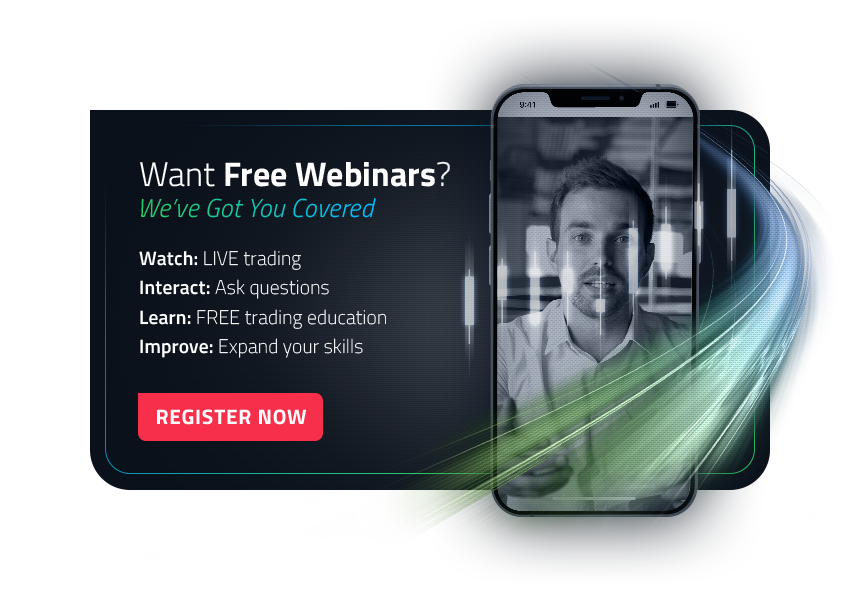 Want Free Webinars?
We've Got You Covered
Watch: LIVE trading
Interact: Ask questions
Learn: FREE trading education
Improve: Expand your skills
REGISTER NOW
9:41